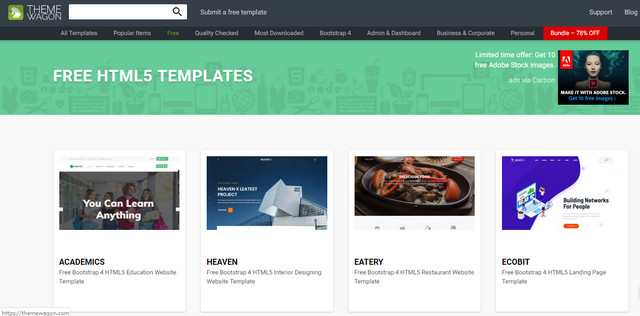 THEME
WAGON
Submit a free template
Support
Blog
All Templates
Popular Items
Free
Quality Checked
Most Downloaded
Bootstrap 4
Admin & Dashboard
Business & Corporate
Personal
Bundle – 78% OFF
FREE HTML5 TEMPLATES
Limited time offer: Get 10
free Adobe Stock images.
ads via Carbon
MAKE IT WITH ADOBE STOCK.
Get 10 free images ›
You Can Learn
Anything
HEAVEN X LEATEST
PROJECT
DELICIOUS FOOD
Building Networks
For People
ACADEMICS
Free Bootstrap 4 HTML5 Education Website
Template
HEAVEN
Free Bootstrap 4 HTML5 Interior Designing
Website Template
EATERY
Free Bootstrap 4 HTML5 Restaurant Website
Template
ECOBIT
Free Bootstrap 4 HTML5 Landing Page
Template
https://themewagon.com